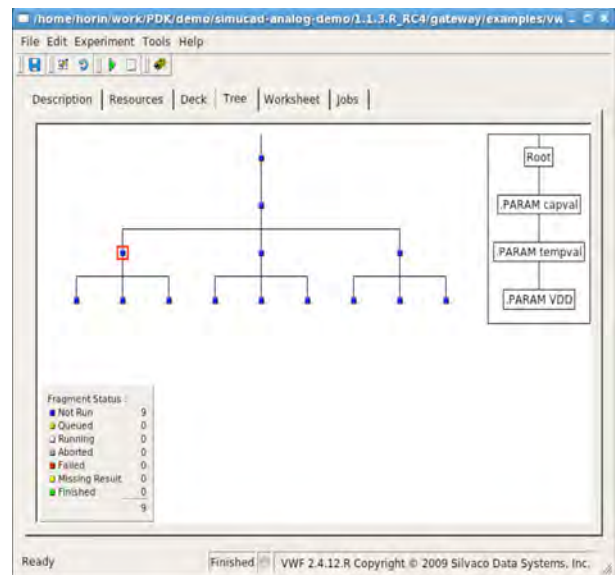 /home/horin/work/PDK/demo/simucad-analog-demo/1.1.3.R_RC4/gateway/examples/vw
File Edit Experiment Tools Help
Description Resources Deck Tree Worksheet Jobs
Root
.PARAM capval
.PARAM tempval
.PARAM VDD
Fragment Status :
Not Run 9
Queued 0
Running 0
Aborted 0
Failed 0
Missing Result 0
Finished 0
9
Ready Finished VWF 2.4.12.R Copyright © 2009 Silvaco Data Systems, Inc.